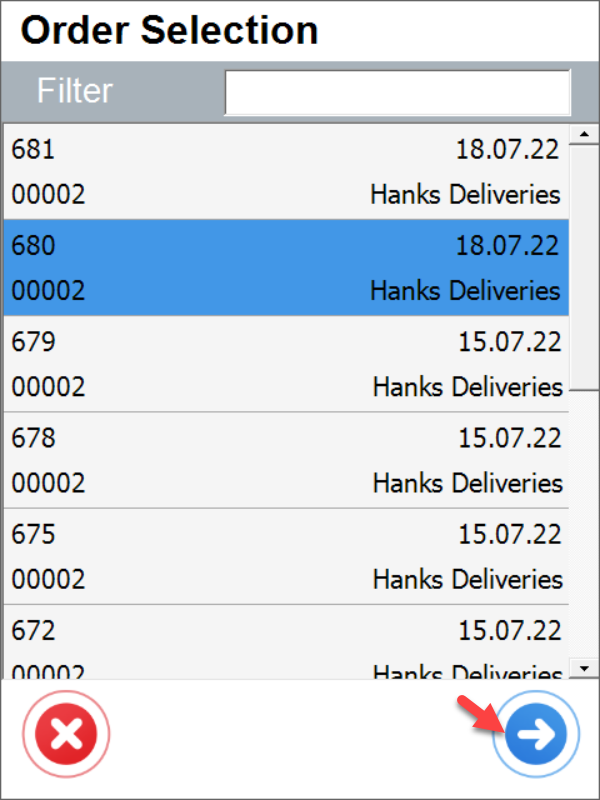 Order Selection
Filter
681 18.07.22
00002 Hanks Deliveries
680 18.07.22
00002 Hanks Deliveries
679 15.07.22
00002 Hanks Deliveries
678 15.07.22
00002 Hanks Deliveries
675 15.07.22
00002 Hanks Deliveries
672 15.07.22
00002 Hanks Deliveries